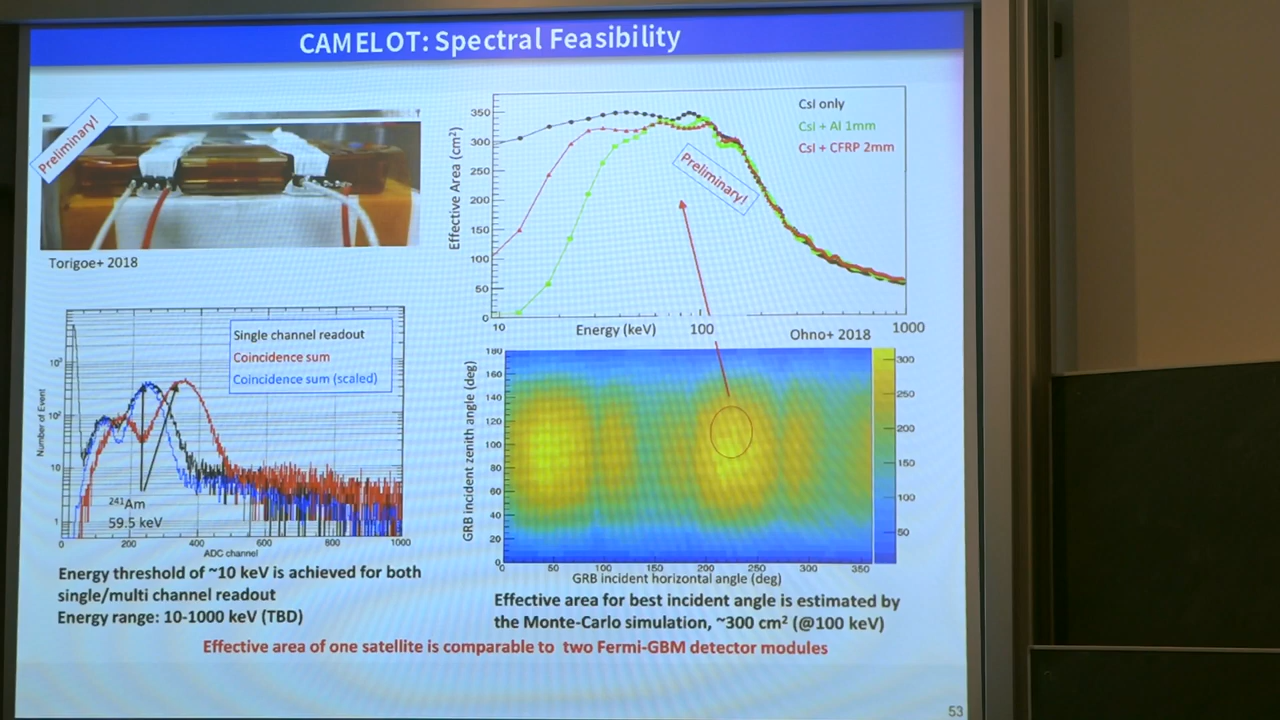 CAMELOT: Spectral Feasibility
Preliminary!
Torigoe+ 2018
Single channel readout
Coincidence sum
Coincidence sum (scaled)
Number of Event
10³
10²
10
1
241Am
59.5 keV
0 200 400 600 800 1000
ADC channel
Energy threshold of ~10 keV is achieved for both
single/multi channel readout
Energy range: 10-1000 keV (TBD)
CsI only
CsI + Al 1mm
CsI + CFRP 2mm
Preliminary!
Effective Area (cm²)
350
300
250
200
150
100
50
0
10 100 1000
Energy (keV)
Ohno+ 2018
GRB incident zenith angle (deg)
180
160
140
120
100
80
60
40
20
0
0 50 100 150 200 250 300 350
GRB incident horizontal angle (deg)
300
250
200
150
100
50
Effective area for best incident angle is estimated by
the Monte-Carlo simulation, ~300 cm² (@100 keV)
Effective area of one satellite is comparable to two Fermi-GBM detector modules
53